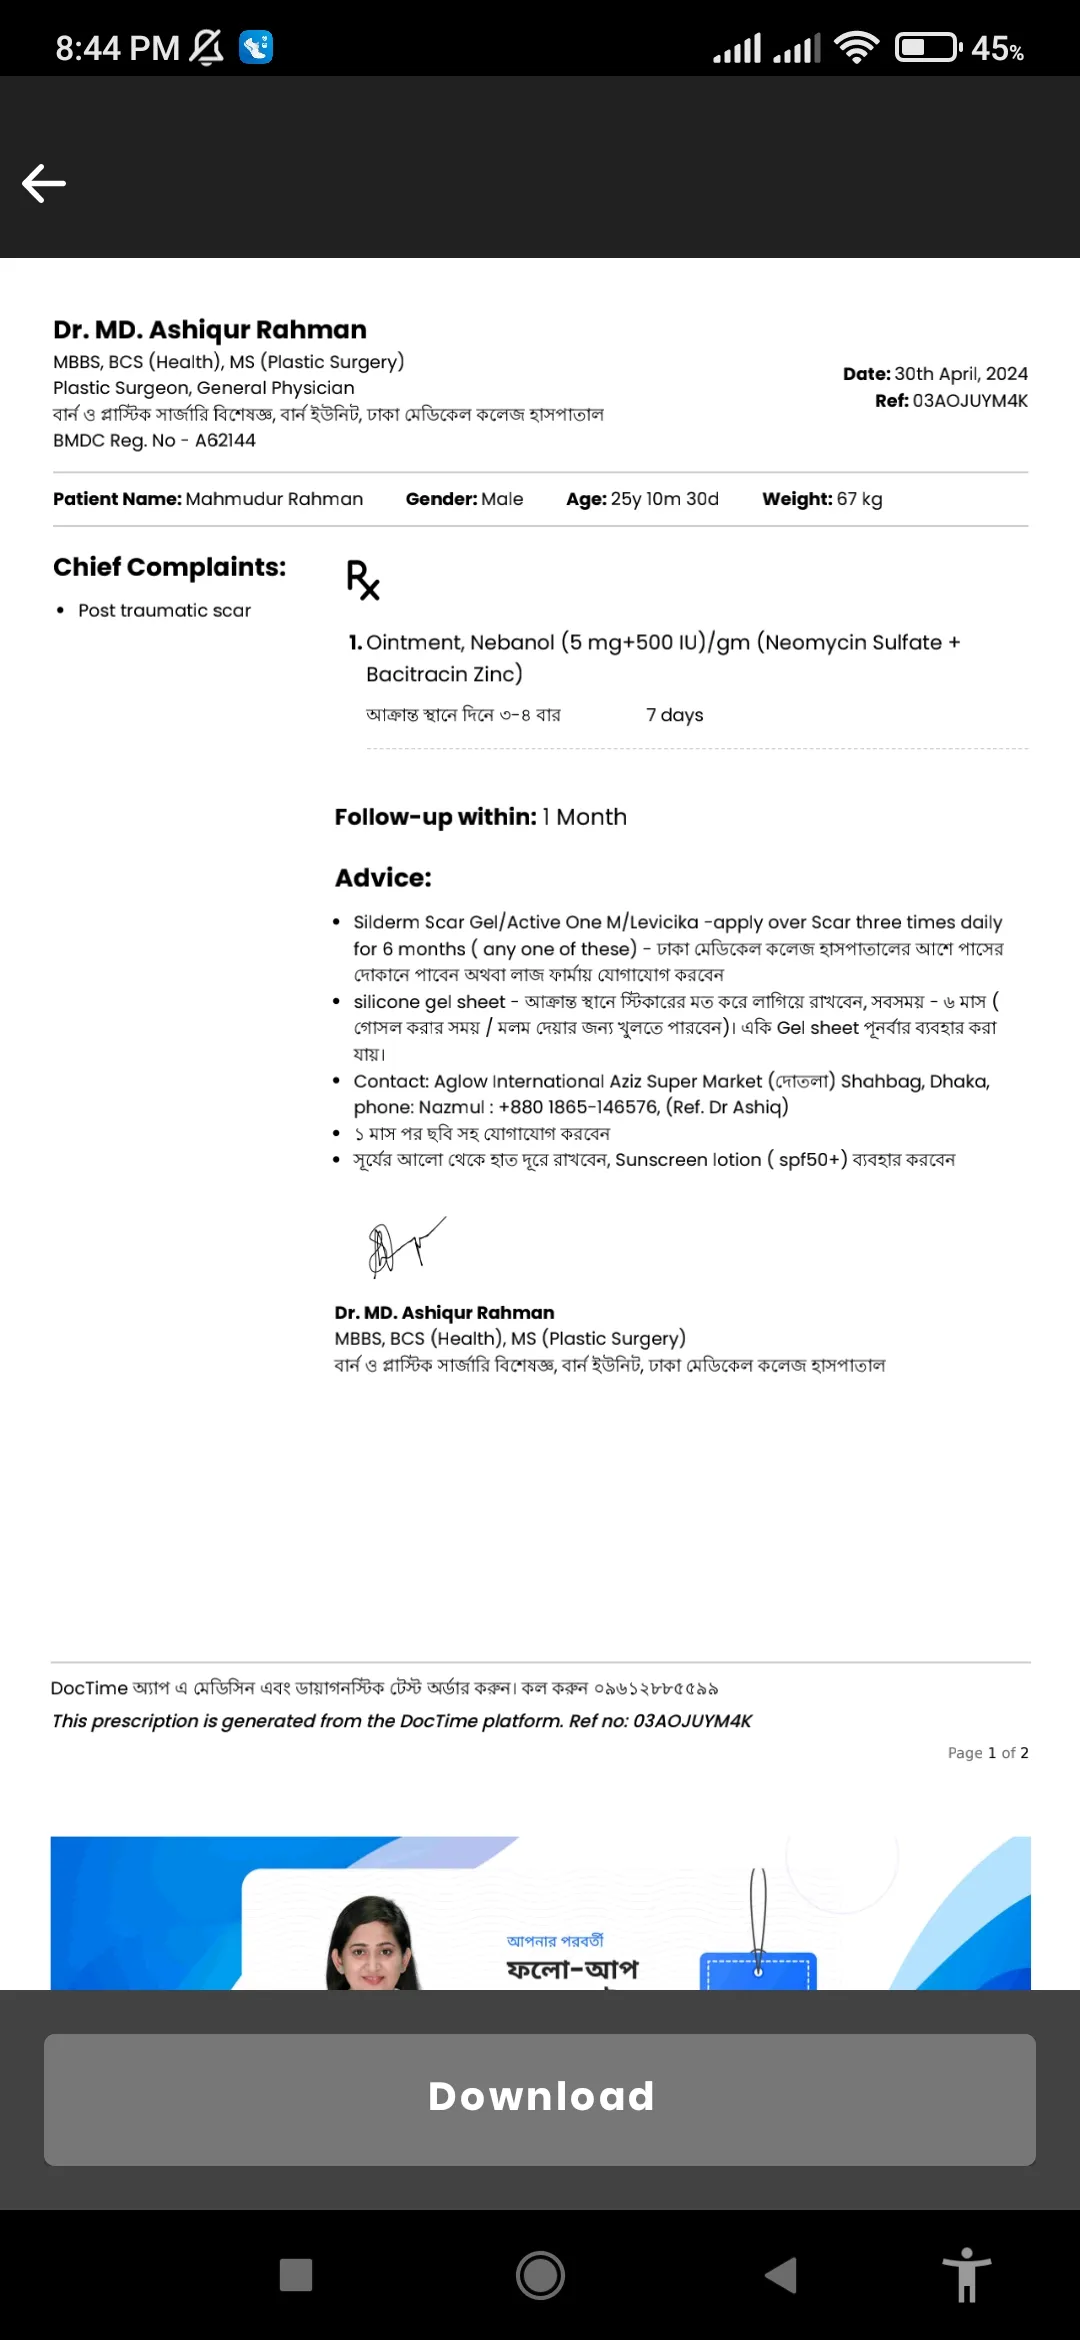 8:44 PM
45%
Dr. MD. Ashiqur Rahman
MBBS, BCS (Health), MS (Plastic Surgery)
Plastic Surgeon, General Physician
বার্ন ও প্লাস্টিক সার্জারি বিশেষজ্ঞ, বার্ন ইউনিট, ঢাকা মেডিকেল কলেজ হাসপাতাল
BMDC Reg. No - A62144
Date: 30th April, 2024
Ref: 03AOJUYM4K
Patient Name: Mahmudur Rahman Gender: Male Age: 25y 10m 30d Weight: 67 kg
Chief Complaints:
• Post traumatic scar
Rx
1. Ointment, Nebanol (5 mg+500 IU)/gm (Neomycin Sulfate +
Bacitracin Zinc)
আক্রান্ত স্থানে দিনে ৩-৪ বার 7 days
Follow-up within: 1 Month
Advice:
• Silderm Scar Gel/Active One M/Levicika -apply over Scar three times daily
for 6 months ( any one of these) - ঢাকা মেডিকেল কলেজ হাসপাতালের আশে পাসের
দোকানে পাবেন অথবা লাজ ফার্মায় যোগাযোগ করবেন
• silicone gel sheet - আক্রান্ত স্থানে স্টিকারের মত করে লাগিয়ে রাখবেন, সবসময় - ৬ মাস (
গোসল করার সময় / মলম দেয়ার জন্য খুলতে পারবেন)। একি Gel sheet পূনর্বার ব্যবহার করা
যায়।
• Contact: Aglow International Aziz Super Market (দোতলা) Shahbag, Dhaka,
phone: Nazmul : +880 1865-146576, (Ref. Dr Ashiq)
• ১ মাস পর ছবি সহ যোগাযোগ করবেন
• সূর্যের আলো থেকে হাত দূরে রাখবেন, Sunscreen lotion ( spf50+) ব্যবহার করবেন
Dr. MD. Ashiqur Rahman
MBBS, BCS (Health), MS (Plastic Surgery)
বার্ন ও প্লাস্টিক সার্জারি বিশেষজ্ঞ, বার্ন ইউনিট, ঢাকা মেডিকেল কলেজ হাসপাতাল
DocTime অ্যাপ এ মেডিসিন এবং ডায়াগনস্টিক টেস্ট অর্ডার করুন। কল করুন ০৯৬১২৮৮৫৫৯৯
This prescription is generated from the DocTime platform. Ref no: 03AOJUYM4K
Page 1 of 2
আপনার পরবর্তী
ফলো-আপ
Download